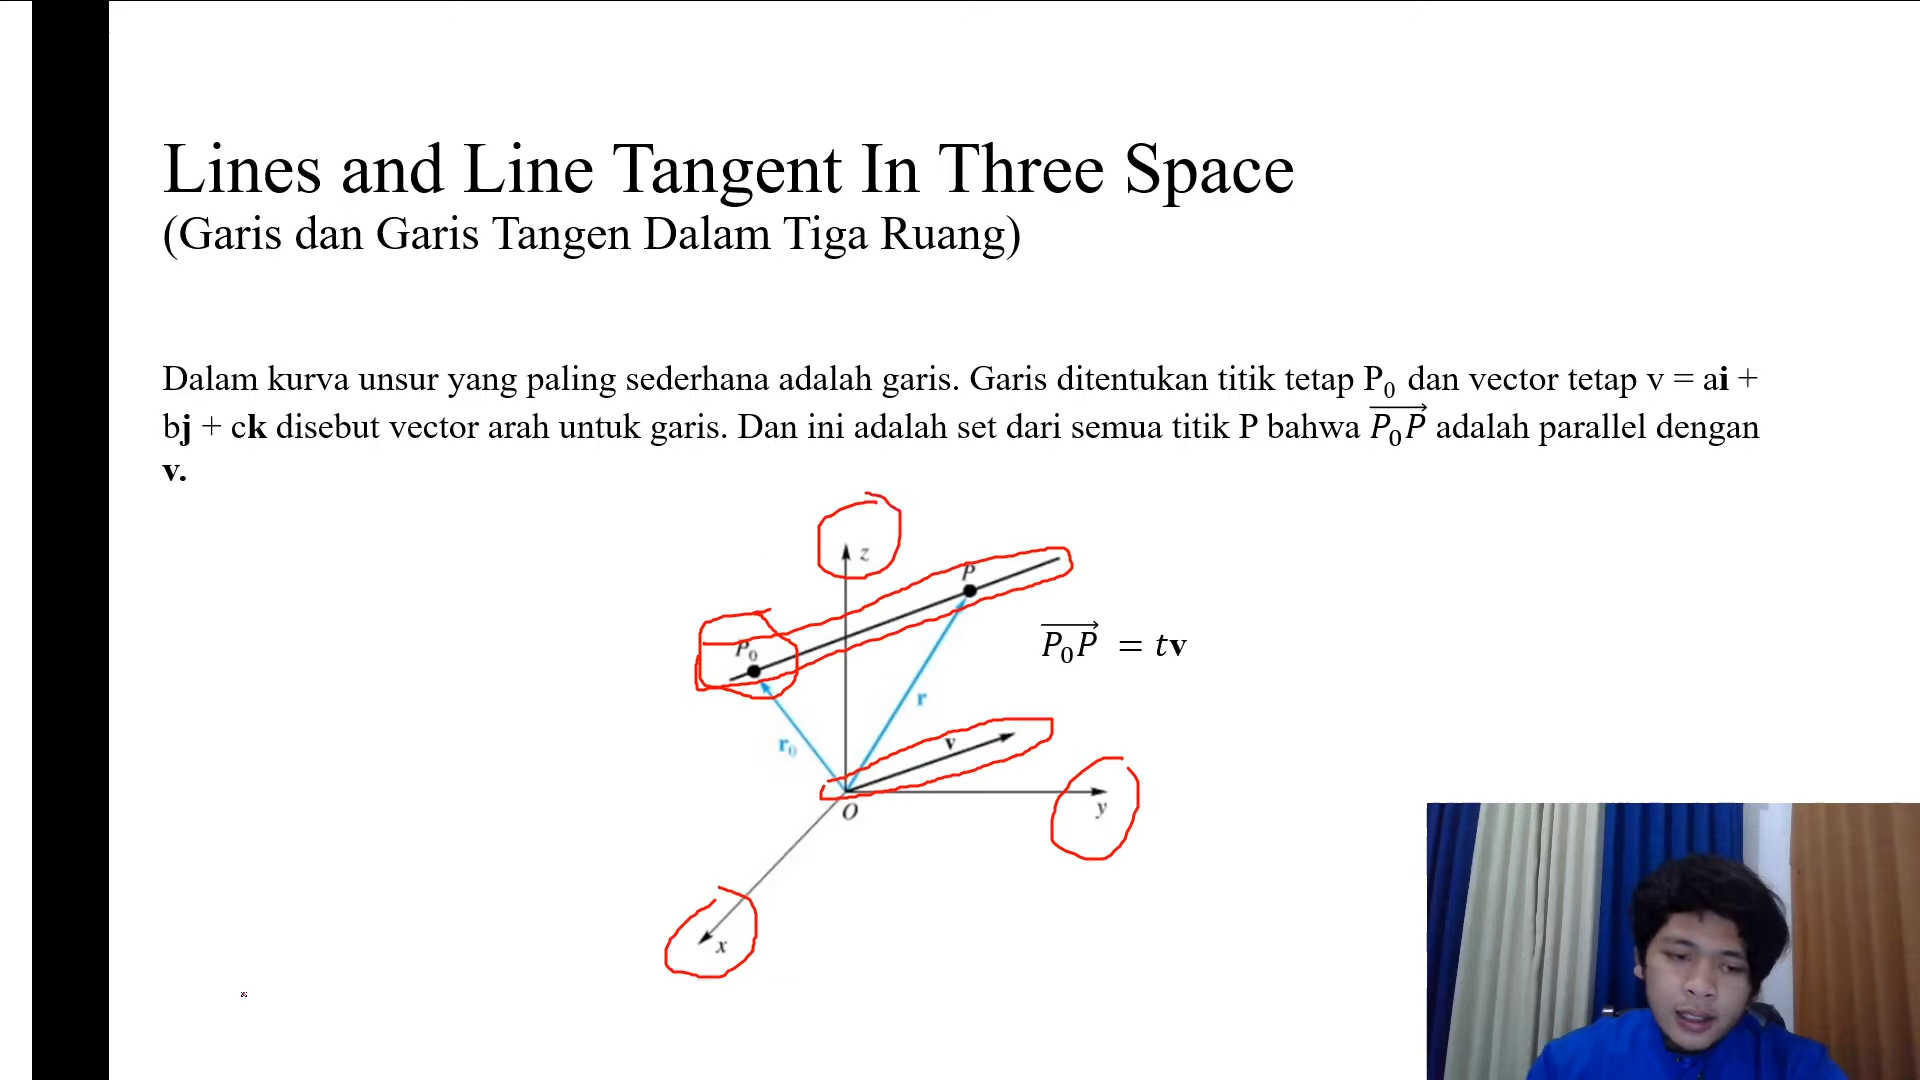 Lines and Line Tangent In Three Space
(Garis dan Garis Tangen Dalam Tiga Ruang)
Dalam kurva unsur yang paling sederhana adalah garis. Garis ditentukan titik tetap P₀ dan vector tetap v = ai +
bj + ck disebut vector arah untuk garis. Dan ini adalah set dari semua titik P bahwa \overrightarrow{P₀P} adalah parallel dengan
v.
z
P
P₀
\overrightarrow{P₀P} = tv
r
r₀
v
O
y
x